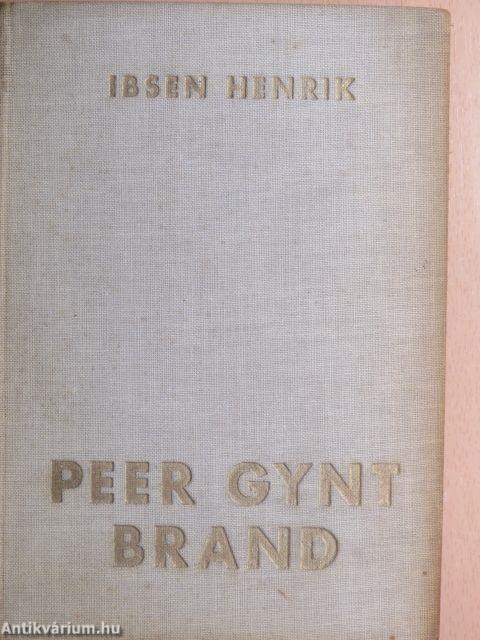 IBSEN HENRIK
PEER GYNT
BRAND
Antikvárium.hu